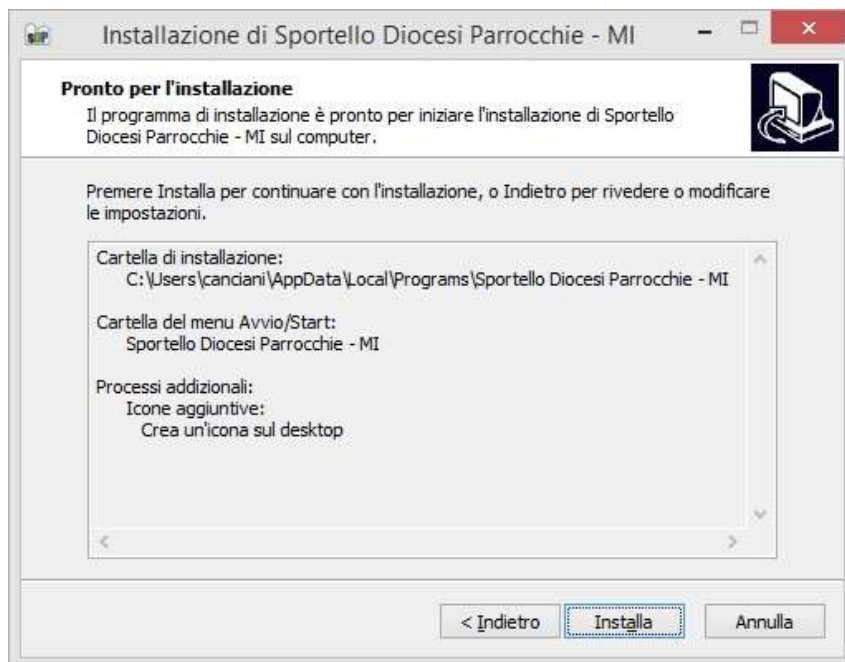 Installazione di Sportello Diocesi Parrocchie - MI
Pronto per l'installazione
Il programma di installazione è pronto per iniziare l'installazione di Sportello
Diocesi Parrocchie - MI sul computer.
Premere Installa per continuare con l'installazione, o Indietro per rivedere o modificare
le impostazioni.
Cartella di installazione:
C:\Users\canciani\AppData\Local\Programs\Sportello Diocesi Parrocchie - MI
Cartella del menu Avvio/Start:
Sportello Diocesi Parrocchie - MI
Processi addizionali:
Icone aggiuntive:
Crea un'icona sul desktop
< Indietro
Installa
Annulla